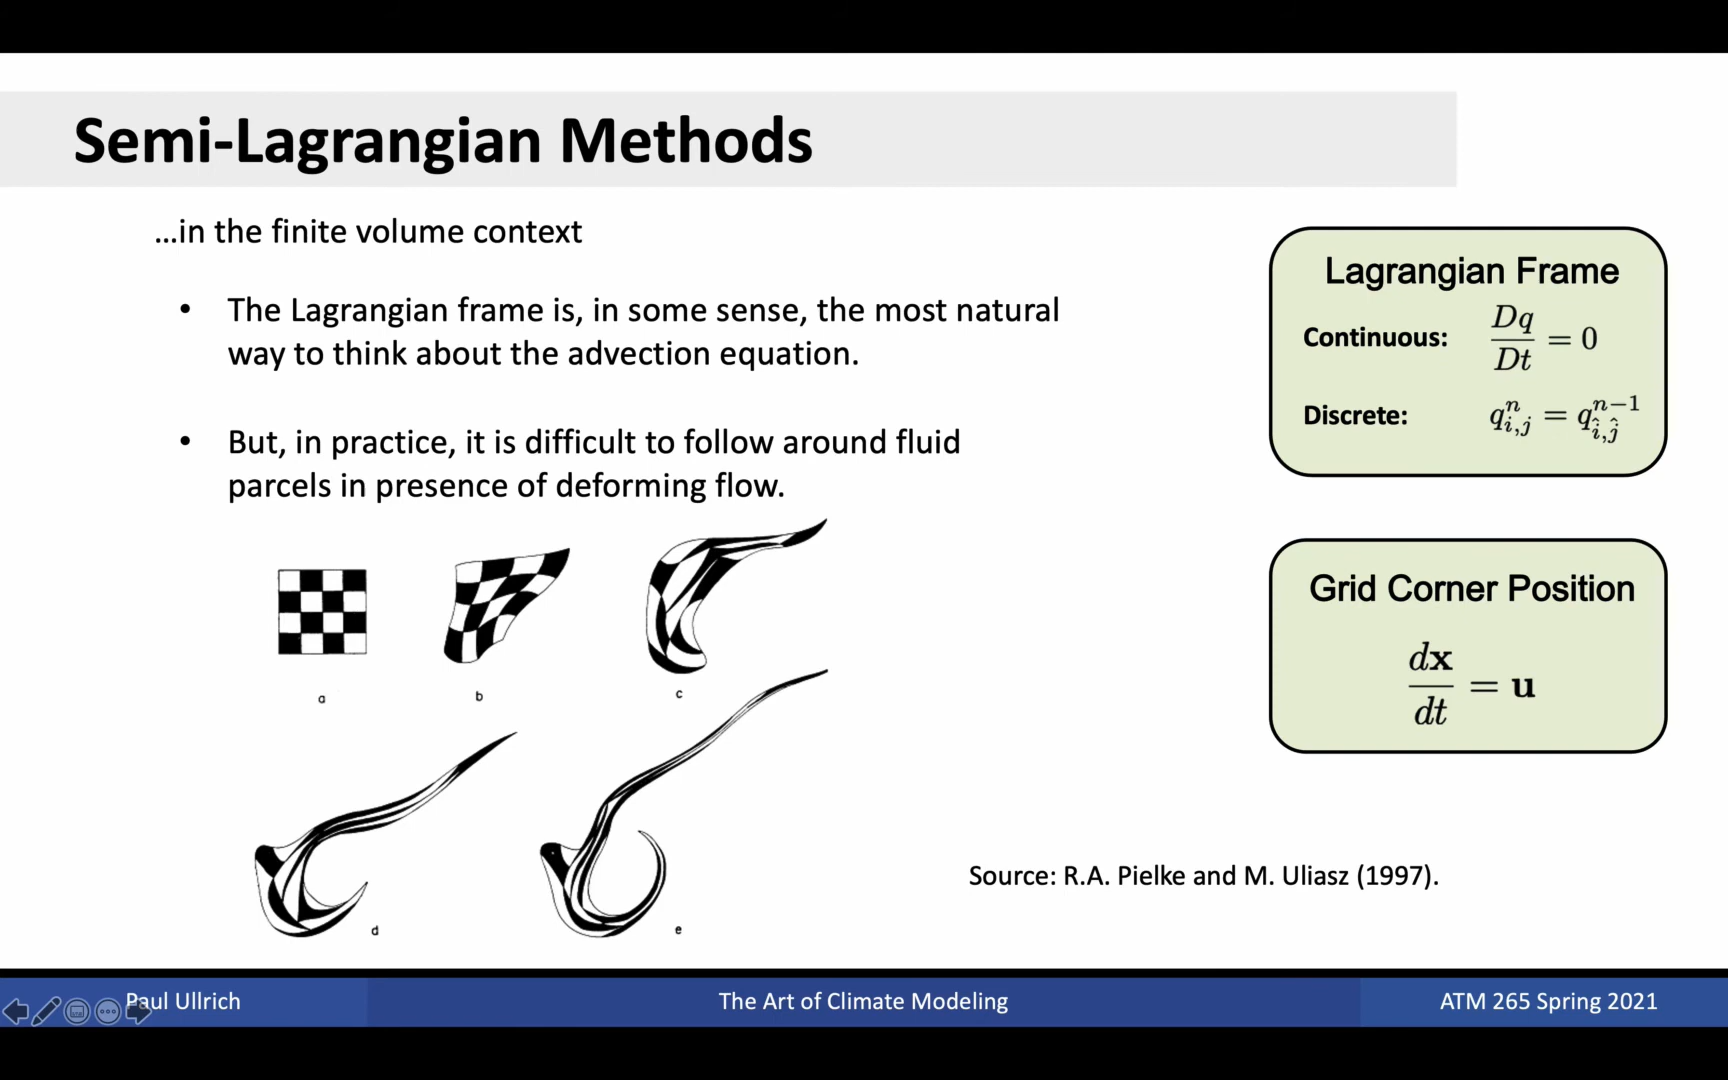 Semi-Lagrangian Methods
…in the finite volume context
• The Lagrangian frame is, in some sense, the most natural
way to think about the advection equation.
• But, in practice, it is difficult to follow around fluid
parcels in presence of deforming flow.
a
b
c
d
e
Lagrangian Frame
Continuous: Dq/Dt = 0
Discrete: q^n_{i,j} = q^{n−1}_{î,ĵ}
Grid Corner Position
d𝐱/dt = 𝐮
Source: R.A. Pielke and M. Uliasz (1997).
Paul Ullrich
The Art of Climate Modeling
ATM 265 Spring 2021